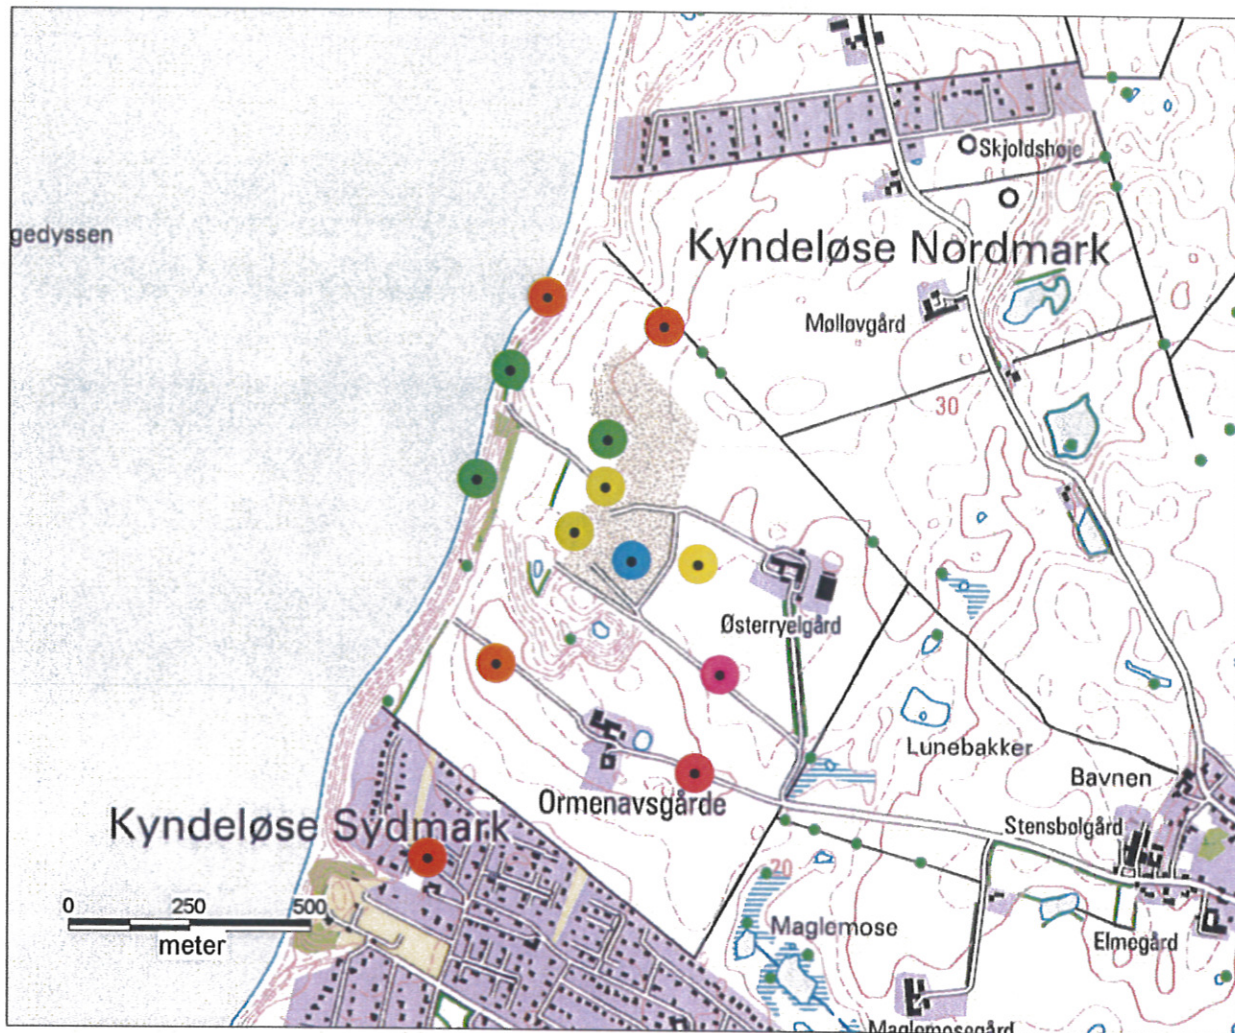 Skjoldshøje
gedyssen
Kyndeløse Nordmark
Mølløvgård
30
Østerryelgård
Lunebakker
Bavnen
Ormenavsgårde
Kyndeløse Sydmark
Stensbølgård
20
0 250 500
meter
Maglemose
Elmegård
Maglemosegård